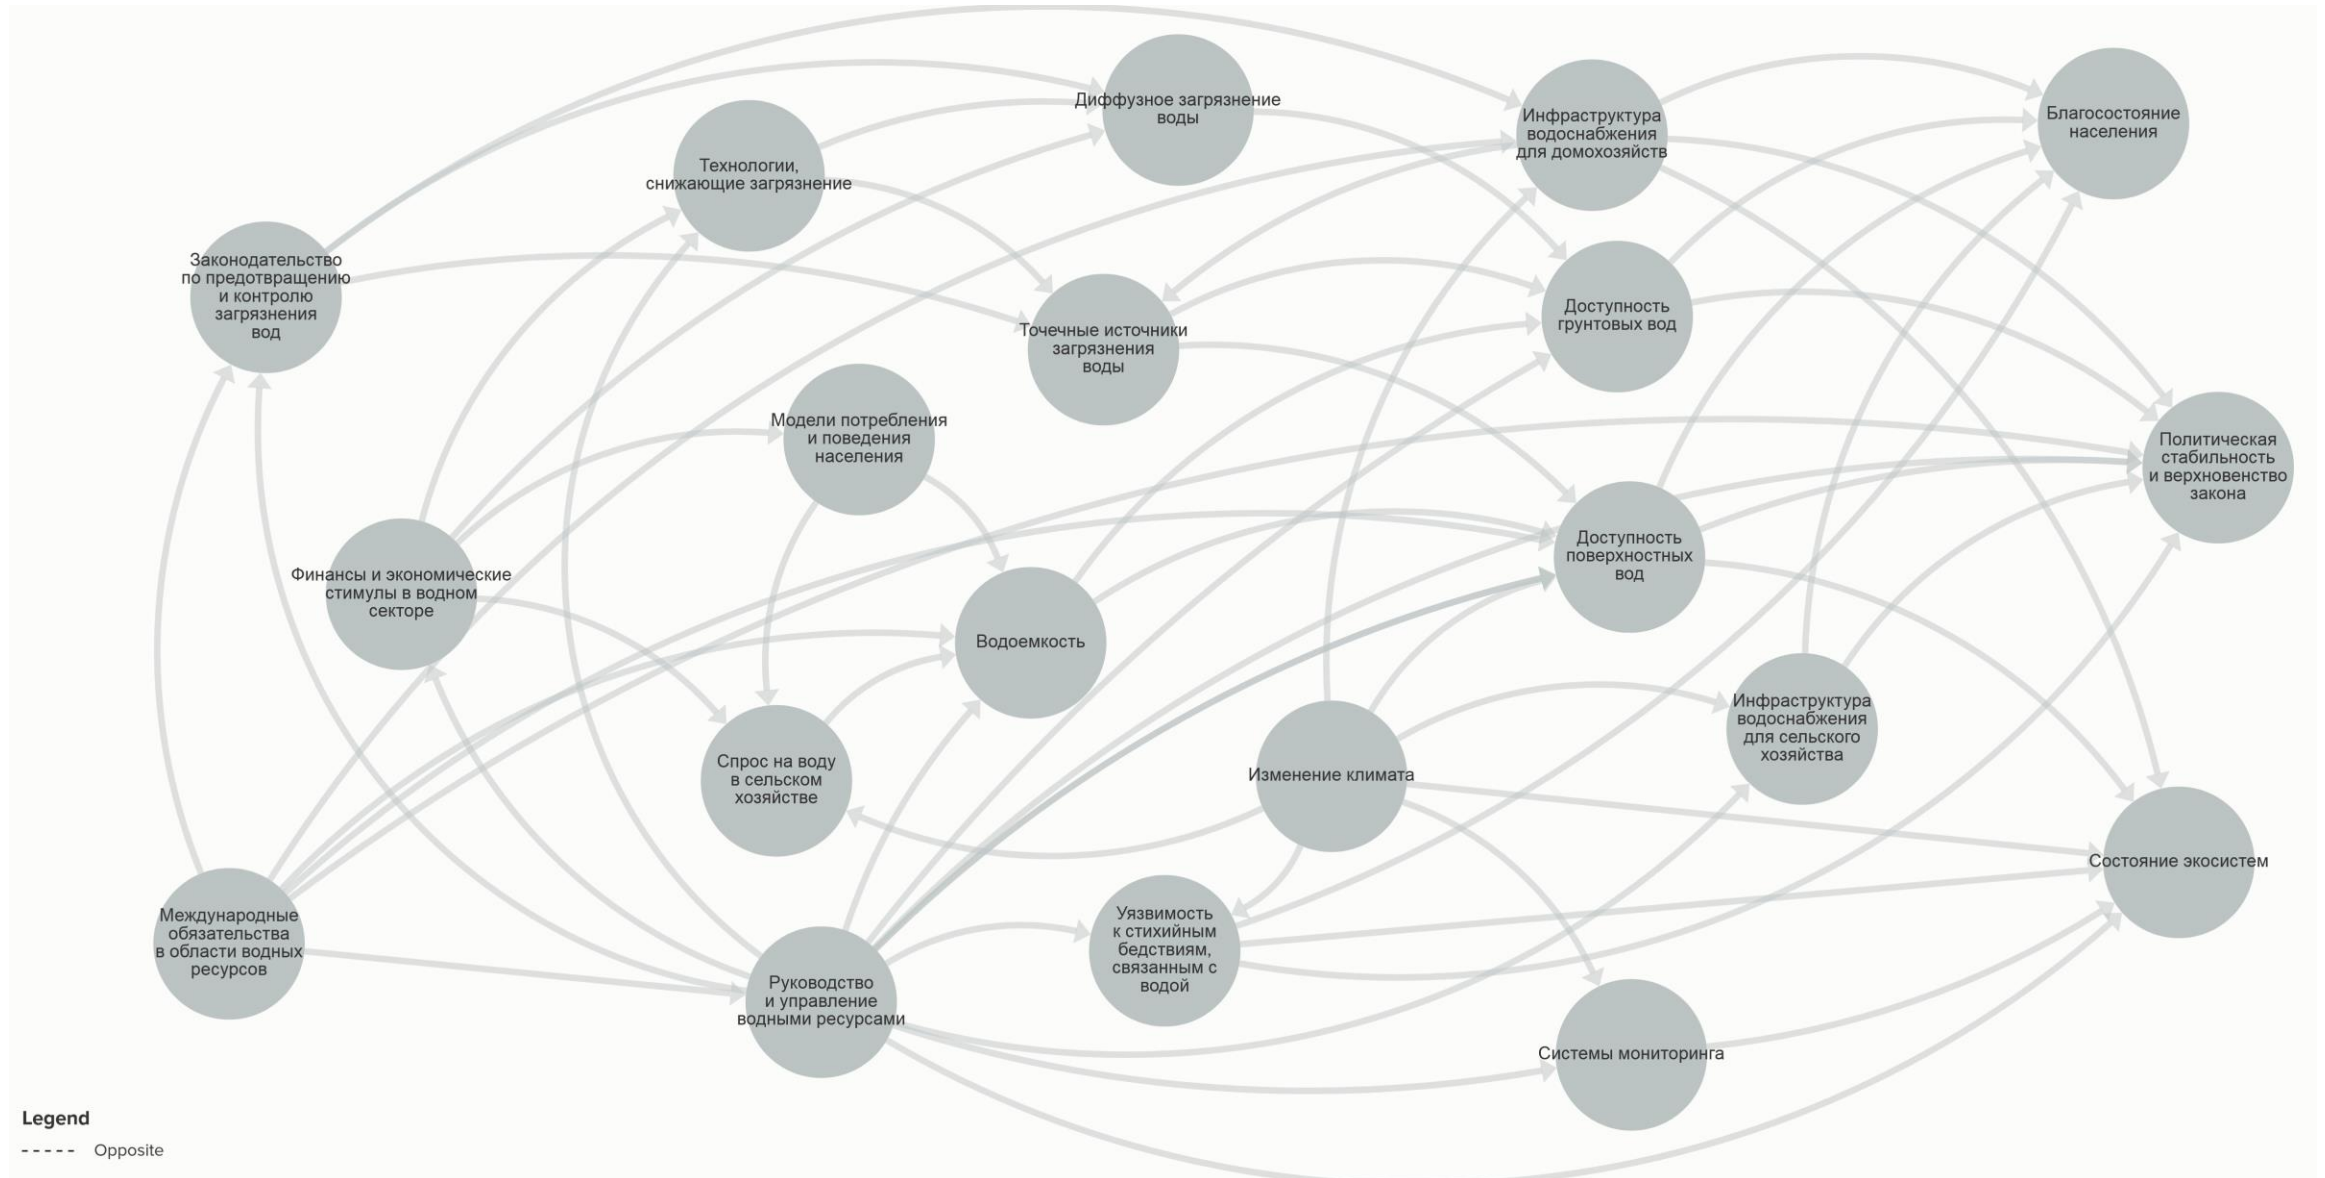 Диффузное загрязнение
воды
Инфраструктура
водоснабжения
для домохозяйств
Благосостояние
населения
Технологии,
снижающие загрязнение
Законодательство
по предотвращению
и контролю
загрязнения
вод
Точечные источники
загрязнения
воды
Доступность
грунтовых вод
Модели потребления
и поведения
населения
Политическая
стабильность
и верховенство
закона
Финансы и экономические
стимулы в водном
секторе
Доступность
поверхностных
вод
Водоемкость
Спрос на воду
в сельском
хозяйстве
Изменение климата
Инфраструктура
водоснабжения
для сельского
хозяйства
Состояние экосистем
Международные
обязательства
в области водных
ресурсов
Руководство
и управление
водными ресурсами
Уязвимость
к стихийным
бедствиям,
связанным с
водой
Системы мониторинга
Legend
Opposite